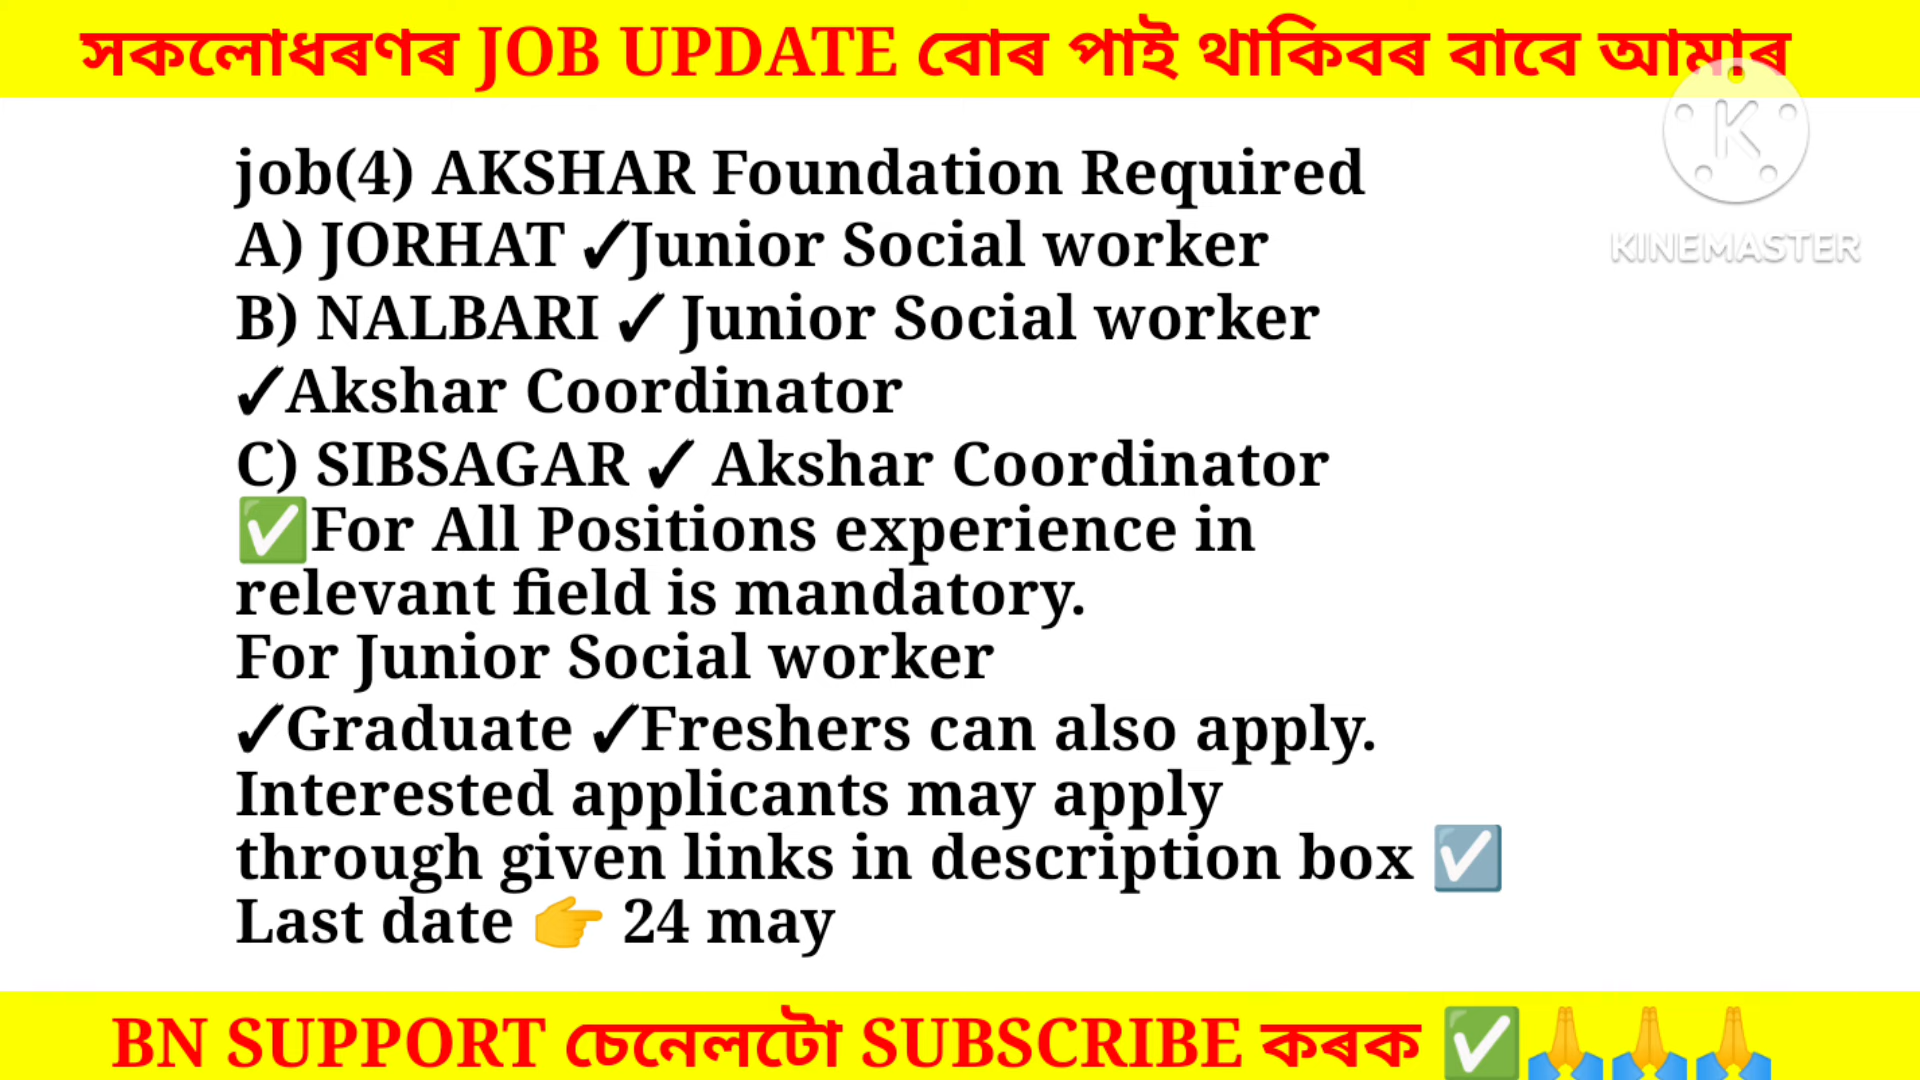 সকলোধৰণৰ JOB UPDATE বোৰ পাই থাকিবৰ বাবে আমাৰ
K
KINEMASTER
job(4) AKSHAR Foundation Required
A) JORHAT ✓Junior Social worker
B) NALBARI ✓ Junior Social worker
✓Akshar Coordinator
C) SIBSAGAR ✓ Akshar Coordinator
✅For All Positions experience in
relevant field is mandatory.
For Junior Social worker
✓Graduate ✓Freshers can also apply.
Interested applicants may apply
through given links in description box ☑️
Last date 👉 24 may
BN SUPPORT চেনেলটো SUBSCRIBE কৰক ✅🙏🙏🙏